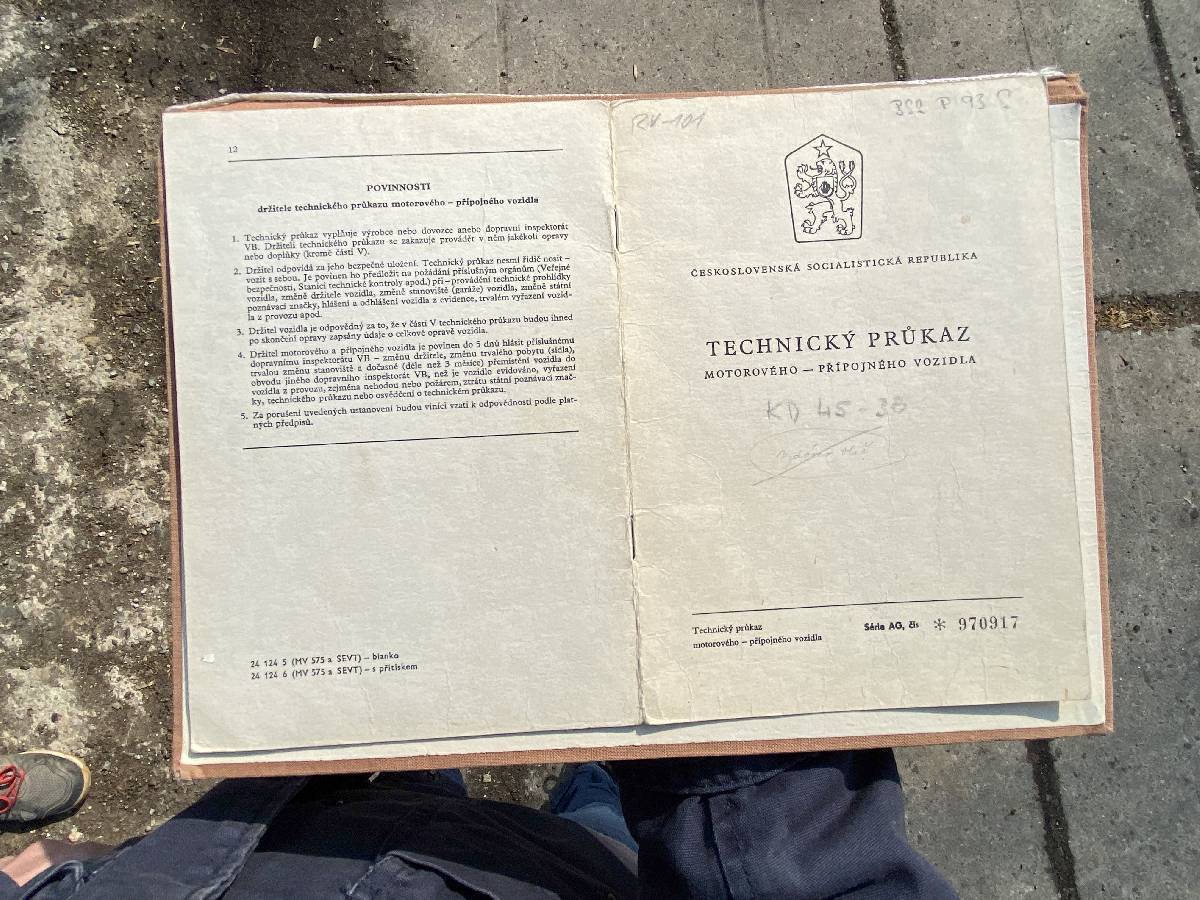 12
POVINNOSTI
držitele technického průkazu motorového – přípojného vozidla
1. Technický průkaz vyplňuje výrobce nebo dovozce anebo dopravní inspektorát
VB. Držiteli technického průkazu se zakazuje provádět v něm jakékoli opravy
nebo doplňky (kromě části V).
2. Držitel odpovídá za jeho bezpečné uložení. Technický průkaz nesmí řidič nosit –
vozit s sebou. Je povinen ho předložit na požádání příslušným orgánům (Veřejné
bezpečnosti, Stanici technické kontroly apod.) při – provádění technické prohlídky
vozidla, změně držitele vozidla, změně stanoviště (garáže) vozidla, změně státní
poznávací značky, hlášení a odhlášení vozidla z evidence, trvalém vyřazení vozid-
la z provozu apod.
3. Držitel vozidla je odpovědný za to, že v části V technického průkazu budou ihned
po skončení opravy zapsány údaje o celkové opravě vozidla.
4. Držitel motorového a přípojného vozidla je povinen do 5 dnů hlásit příslušnému
dopravnímu inspektorátu VB – změnu držitele, změnu trvalého pobytu (sídla),
trvalou změnu stanoviště a dočasné (déle než 3 měsíce) přemístění vozidla do
obvodu jiného dopravního inspektorát VB, než je vozidlo evidováno, vyřazení
vozidla z provozu, zejména nehodou nebo požárem, ztrátu státní poznávací znač-
ky, technického průkazu nebo osvědčení o technickém průkazu.
5. Za porušení uvedených ustanovení budou viníci vzati k odpovědnosti podle plat-
ných předpisů.
24 124 5 (MV 575 a SEVT) – blanko
24 124 6 (MV 575 a SEVT) – s přítiskem
RV-101
P 93
ČESKOSLOVENSKÁ SOCIALISTICKÁ REPUBLIKA
TECHNICKÝ PRŮKAZ
MOTOROVÉHO — PŘÍPOJNÉHO VOZIDLA
KD 45-30
Technický průkaz
motorového – přípojného vozidla
Série AG, čís * 970917